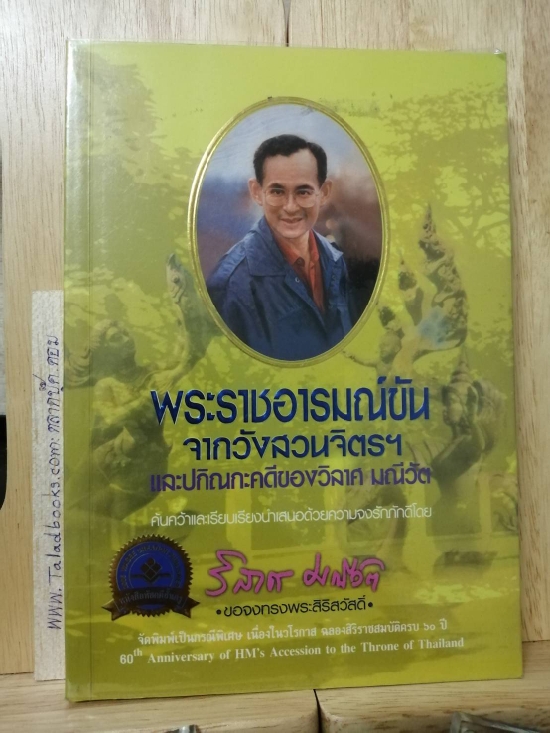 พระราชอารมณ์ขัน
จากวังสวนจิตรฯ
และปกิณกะคดีของวิลาศ มณีวัต
ค้นคว้าและเรียบเรียงนำเสนอด้วยความจงรักภักดีโดย
วิลาศ มณีวัต
•ขอจงทรงพระสิริสวัสดิ์•
จัดพิมพ์เป็นกรณีพิเศษ เนื่องในวโรกาส ฉลองสิริราชสมบัติครบ ๖๐ ปี
60th Anniversary of HM's Accession to the Throne of Thailand
www.Taladbooks.com:ตลาดบุ๊ค.คอม